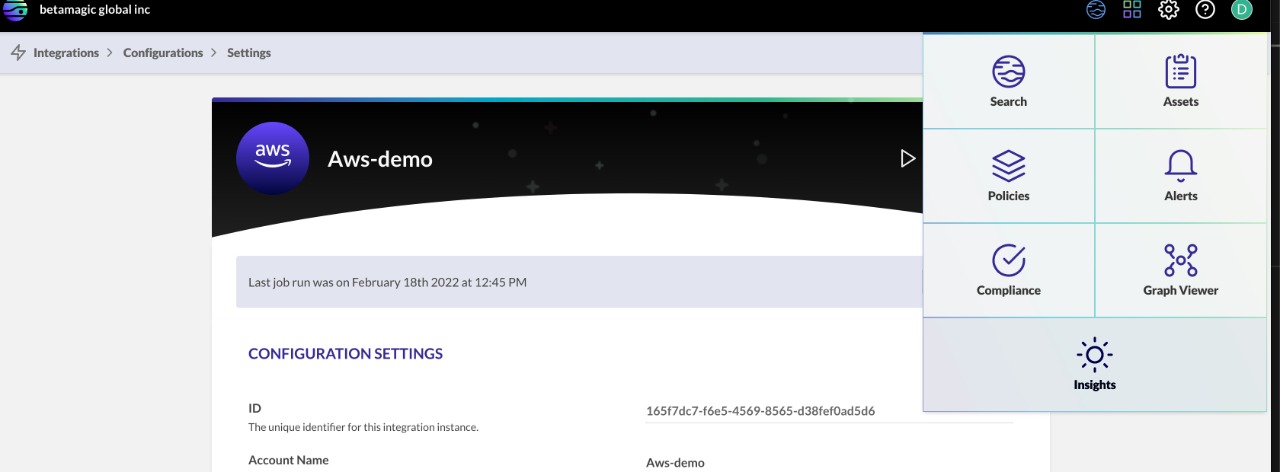 betamagic global inc
D
Integrations > Configurations > Settings
Search
Assets
aws
Aws-demo
Policies
Alerts
Compliance
Graph Viewer
Insights
Last job run was on February 18th 2022 at 12:45 PM
CONFIGURATION SETTINGS
ID
165f7dc7-f6e5-4569-8565-d38fef0ad5d6
The unique identifier for this integration instance.
Account Name
Aws-demo